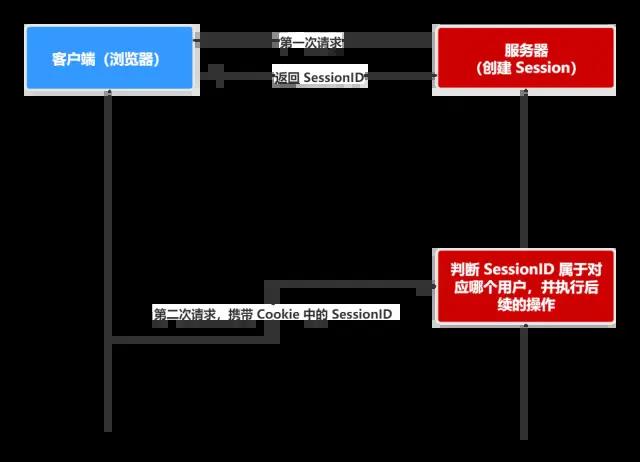 客户端（浏览器）
第一次请求
返回 SessionID
服务器
（创建 Session）
判断 SessionID 属于对
应哪个用户，并执行后
续的操作
第二次请求，携带 Cookie 中的 SessionID